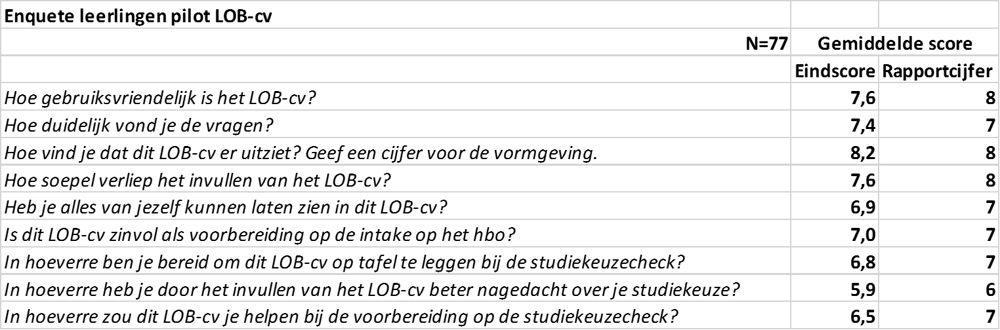 Enquete leerlingen pilot LOB-cv
N=77 Gemiddelde score
Eindscore Rapportcijfer
Hoe gebruiksvriendelijk is het LOB-cv? 7,6 8
Hoe duidelijk vond je de vragen? 7,4 7
Hoe vind je dat dit LOB-cv er uitziet? Geef een cijfer voor de vormgeving. 8,2 8
Hoe soepel verliep het invullen van het LOB-cv? 7,6 8
Heb je alles van jezelf kunnen laten zien in dit LOB-cv? 6,9 7
Is dit LOB-cv zinvol als voorbereiding op de intake op het hbo? 7,0 7
In hoeverre ben je bereid om dit LOB-cv op tafel te leggen bij de studiekeuzecheck? 6,8 7
In hoeverre heb je door het invullen van het LOB-cv beter nagedacht over je studiekeuze? 5,9 6
In hoeverre zou dit LOB-cv je helpen bij de voorbereiding op de studiekeuzecheck? 6,5 7